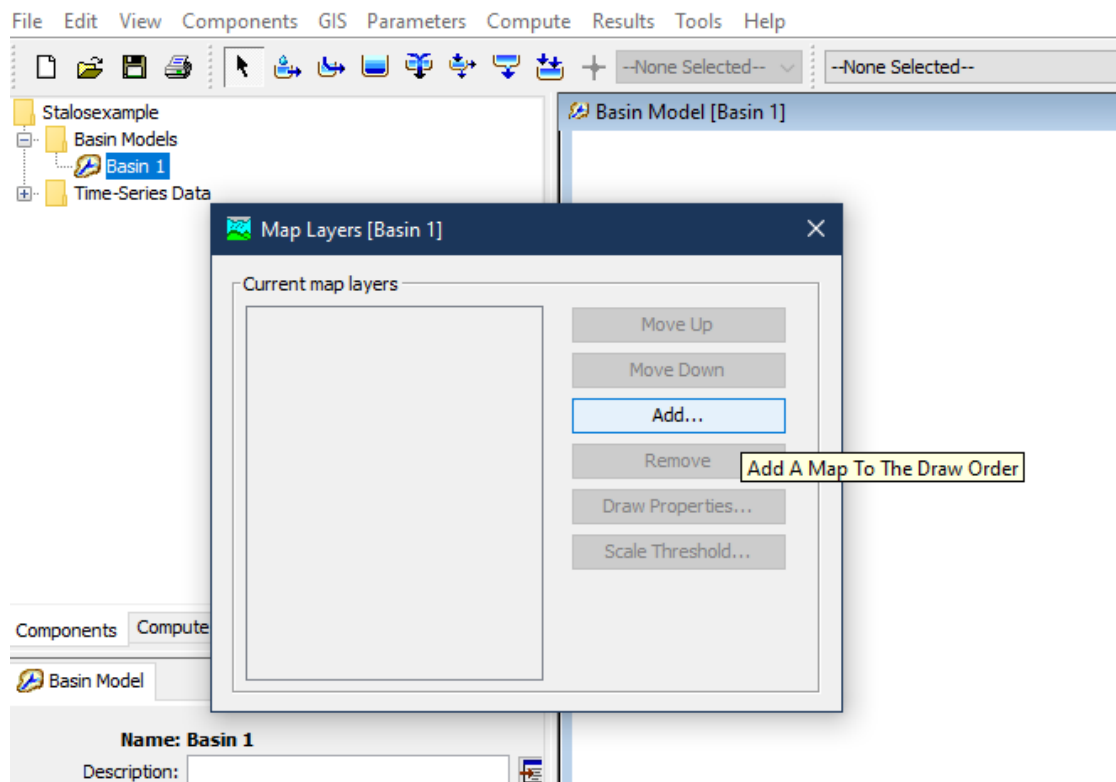 File Edit View Components GIS Parameters Compute Results Tools Help
--None Selected-- --None Selected--
Stalosexample
Basin Models
Basin 1
Time-Series Data
Basin Model [Basin 1]
Map Layers [Basin 1]
Current map layers
Move Up
Move Down
Add...
Remove
Add A Map To The Draw Order
Draw Properties...
Scale Threshold...
Components Compute
Basin Model
Name: Basin 1
Description: